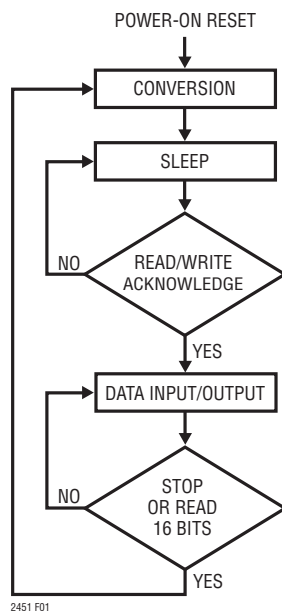 POWER-ON RESET
CONVERSION
SLEEP
NO
READ/WRITE
ACKNOWLEDGE
YES
DATA INPUT/OUTPUT
NO
STOP
OR READ
16 BITS
YES
2451 F01